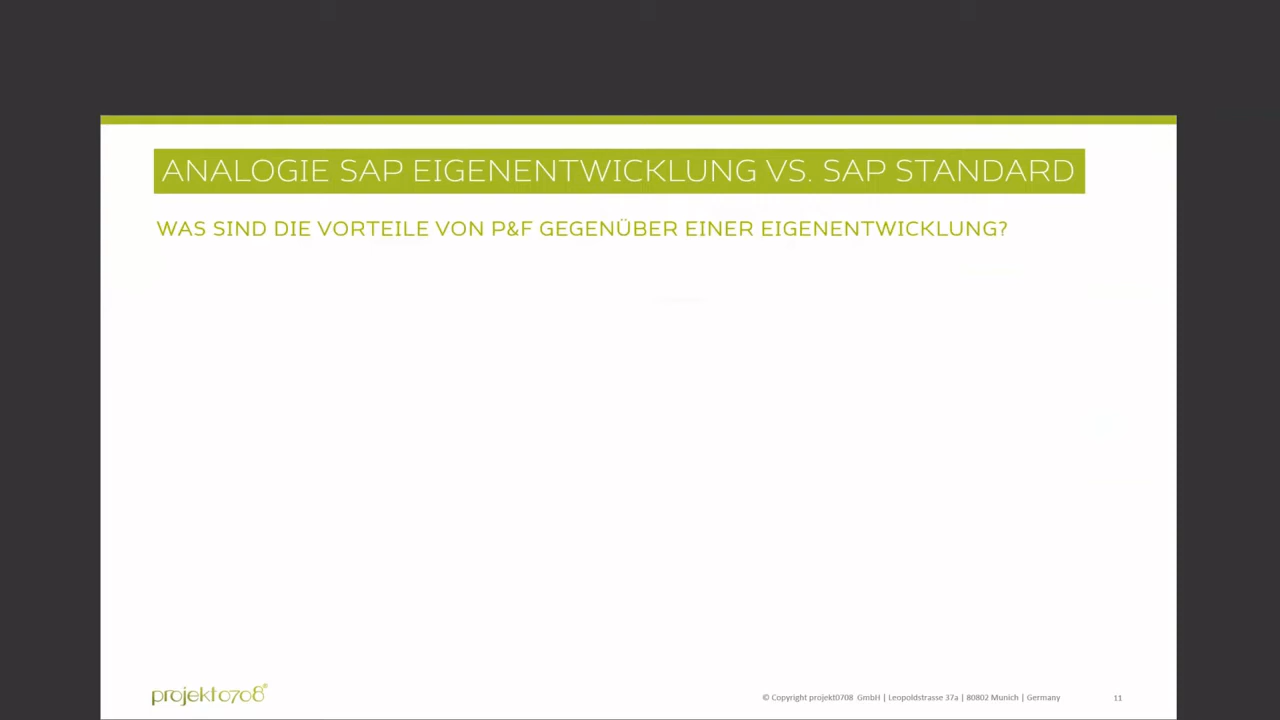 ANALOGIE SAP EIGENENTWICKLUNG VS. SAP STANDARD
WAS SIND DIE VORTEILE VON P&F GEGENÜBER EINER EIGENENTWICKLUNG?
projekt0708®
© Copyright projekt0708 GmbH | Leopoldstrasse 37a | 80802 Munich | Germany 11